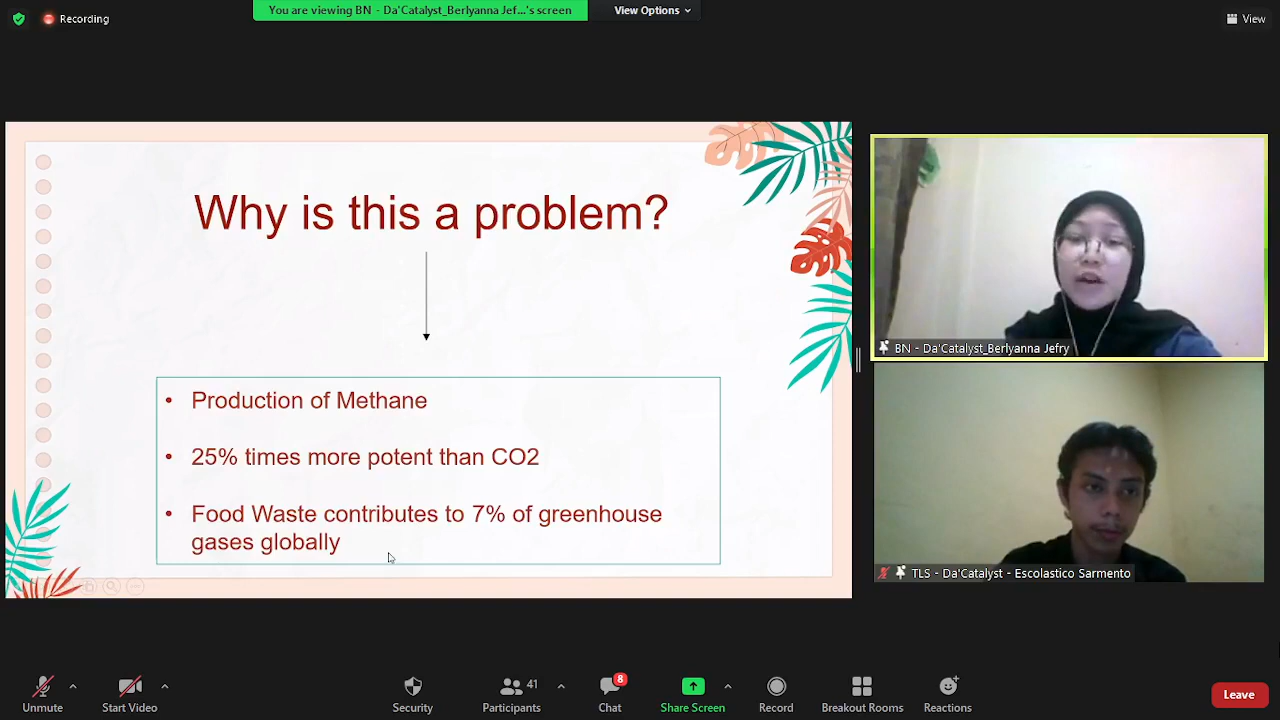 Recording
You are viewing BN - Da'Catalyst_Berlyanna Jef...'s screen
View Options
View
Why is this a problem?
• Production of Methane
• 25% times more potent than CO2
• Food Waste contributes to 7% of greenhouse
gases globally
BN - Da'Catalyst_Berlyanna Jefry
TLS - Da'Catalyst - Escolastico Sarmento
Unmute
Start Video
Security
41
Participants
8
Chat
Share Screen
Record
Breakout Rooms
Reactions
Leave